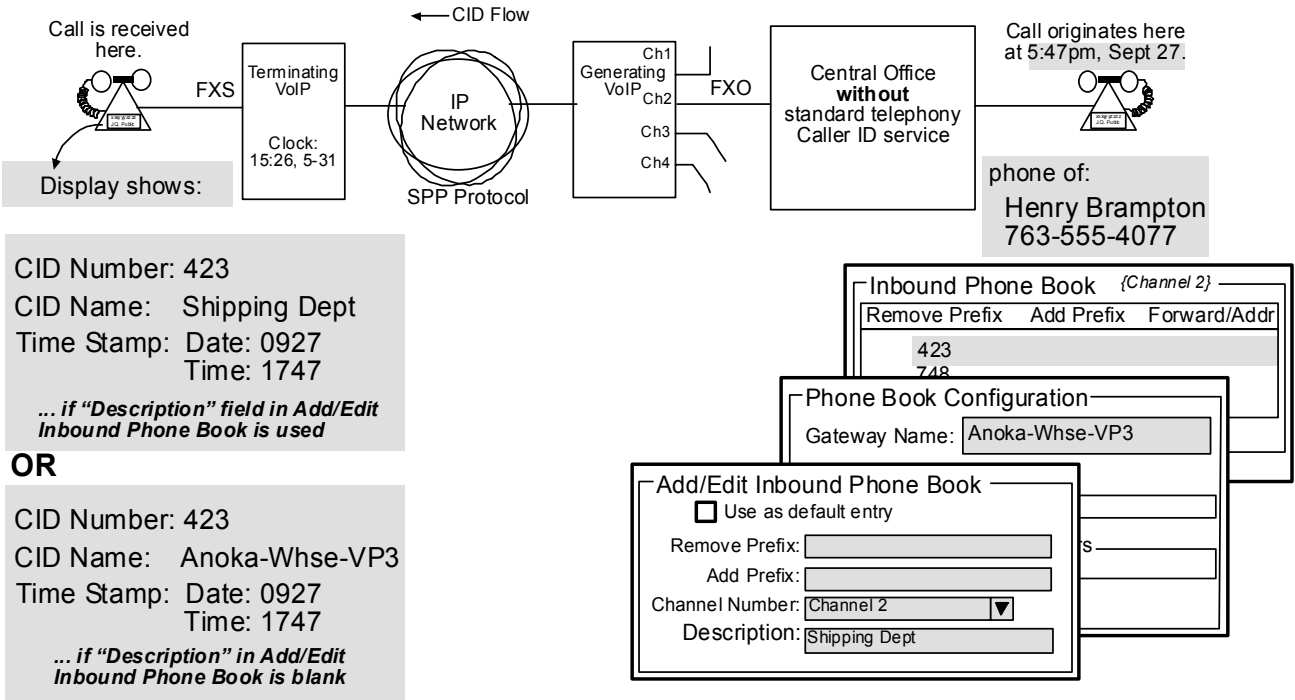 CID Flow
Call is received
here.
FXS
Terminating
VoIP
Clock:
15:26, 5-31
IP
Network
SPP Protocol
Ch1
Generating
VoIP
Ch2
Ch3
Ch4
FXO
Central Office
without
standard telephony
Caller ID service
Call originates here
at 5:47pm, Sept 27.
J.Q. Public
J.Q. Public
phone of:
Henry Brampton
763-555-4077
Display shows:
CID Number: 423
CID Name: Shipping Dept
Time Stamp: Date: 0927
Time: 1747
... if “Description” field in Add/Edit
Inbound Phone Book is used
OR
CID Number: 423
CID Name: Anoka-Whse-VP3
Time Stamp: Date: 0927
Time: 1747
... if “Description” in Add/Edit
Inbound Phone Book is blank
Inbound Phone Book {Channel 2}
Remove Prefix Add Prefix Forward/Addr
423
748
Phone Book Configuration
Gateway Name: Anoka-Whse-VP3
rs
Add/Edit Inbound Phone Book
Use as default entry
Remove Prefix:
Add Prefix:
Channel Number: Channel 2
Description: Shipping Dept